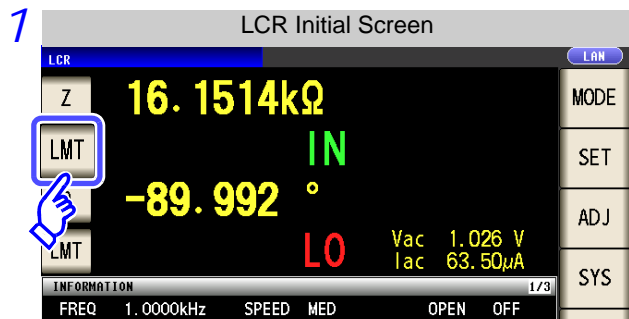 1
LCR Initial Screen
LCR
LAN
Z
16.1514kΩ
MODE
LMT
IN
SET
-89.992 °
ADJ
LMT
LO
Vac 1.026 V
Iac 63.50μA
SYS
INFORMATION
1/3
FREQ 1.0000kHz SPEED MED OPEN OFF